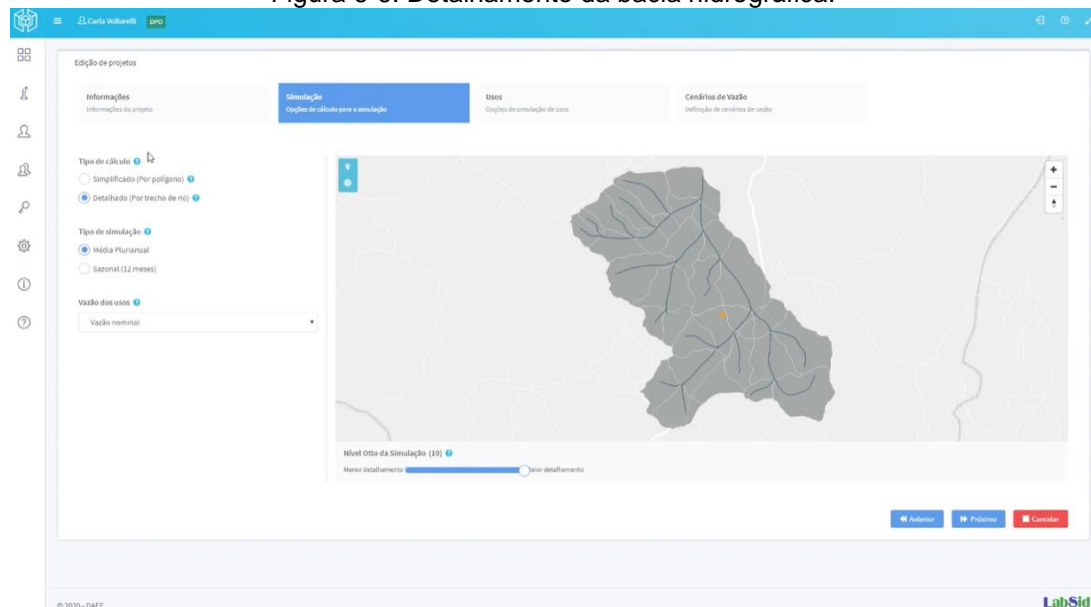 Figura 5-3. Detalhamento da bacia hidrográfica.
Carla Voltarelli DPO
Edição de projetos
Informações
Informações do projeto
Simulação
Opções de cálculo para a simulação
Usos
Opções de simulação de usos
Cenários de Vazão
Definição de cenários de vazão
Tipo de cálculo
Simplificado (Por polígono)
Detalhado (Por trecho de rio)
Tipo de simulação
Média Plurianual
Sazonal (12 meses)
Vazão dos usos
Vazão nominal
Nível Otto da Simulação (10)
Menor detalhamento
aior detalhamento
Anterior
Próximo
Cancelar
© 2020 - DAEE
LabSid